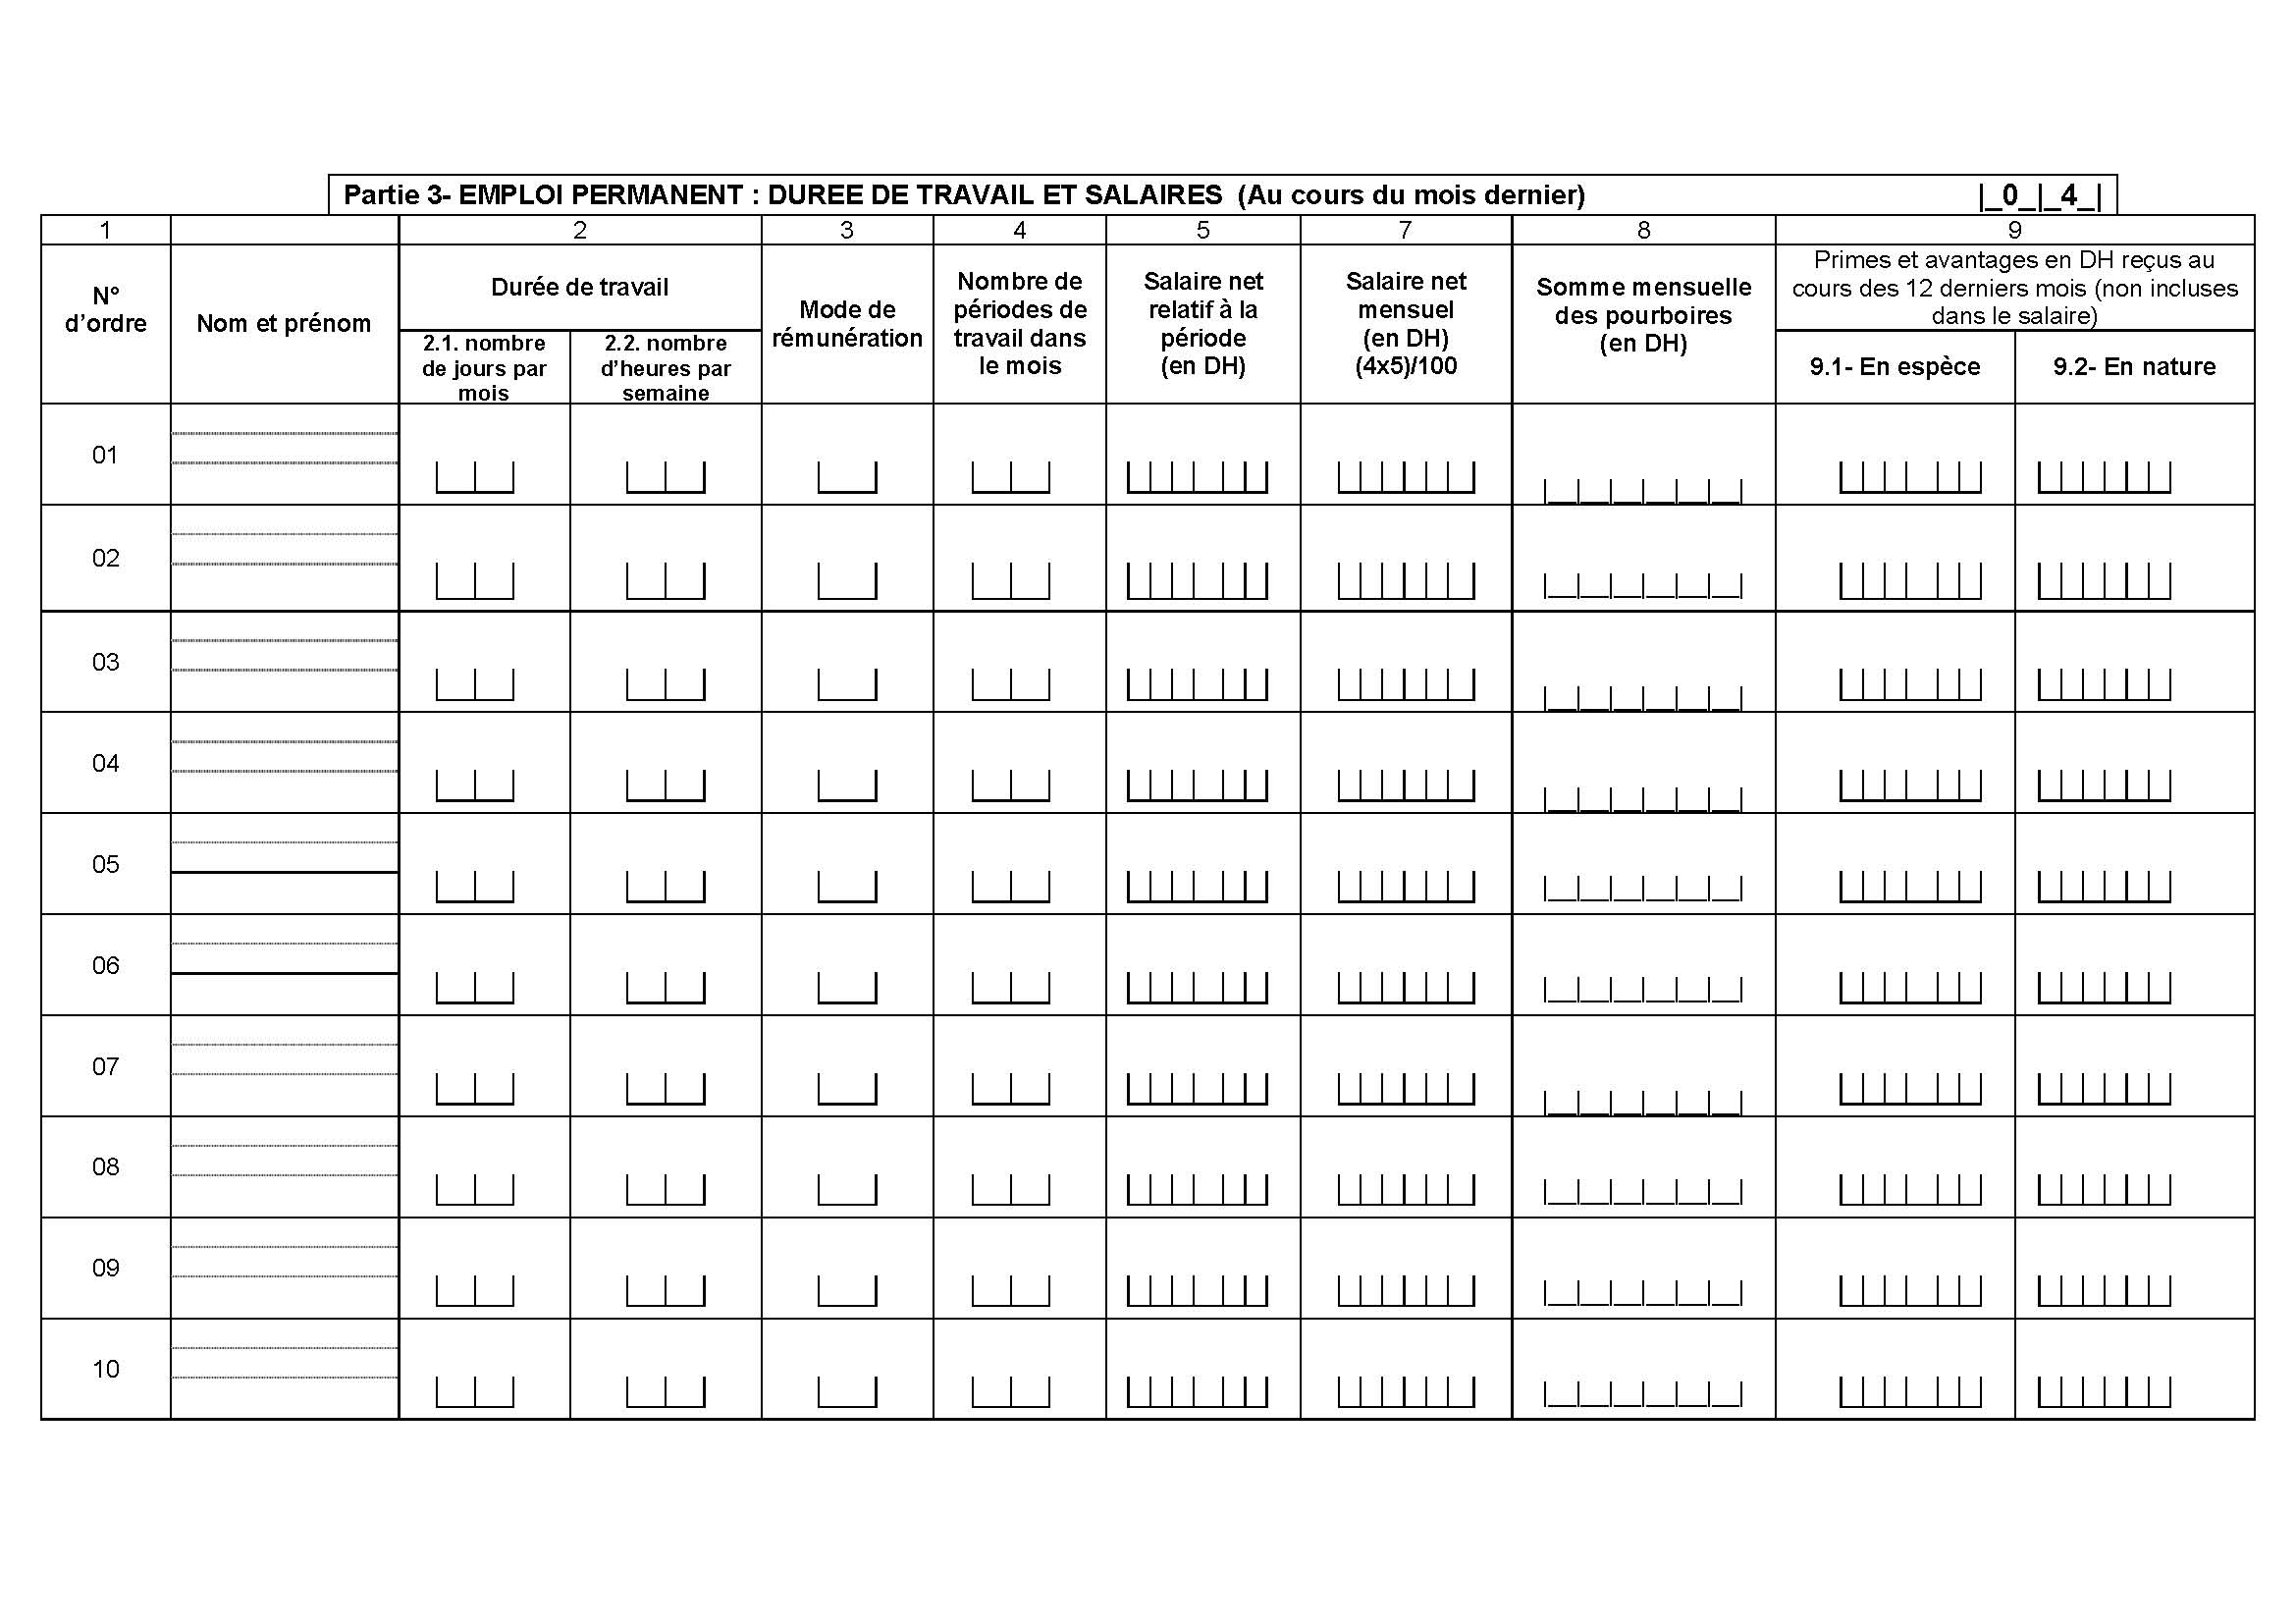 Partie 3- EMPLOI PERMANENT : DUREE DE TRAVAIL ET SALAIRES (Au cours du mois dernier) |_0_|_4_|
1 2 3 4 5 7 8 9
N° d’ordre
Nom et prénom
Durée de travail
2.1. nombre de jours par mois
2.2. nombre d’heures par semaine
Mode de rémunération
Nombre de périodes de travail dans le mois
Salaire net relatif à la période (en DH)
Salaire net mensuel (en DH) (4x5)/100
Somme mensuelle des pourboires (en DH)
Primes et avantages en DH reçus au cours des 12 derniers mois (non incluses dans le salaire)
9.1- En espèce
9.2- En nature
01
02
03
04
05
06
07
08
09
10